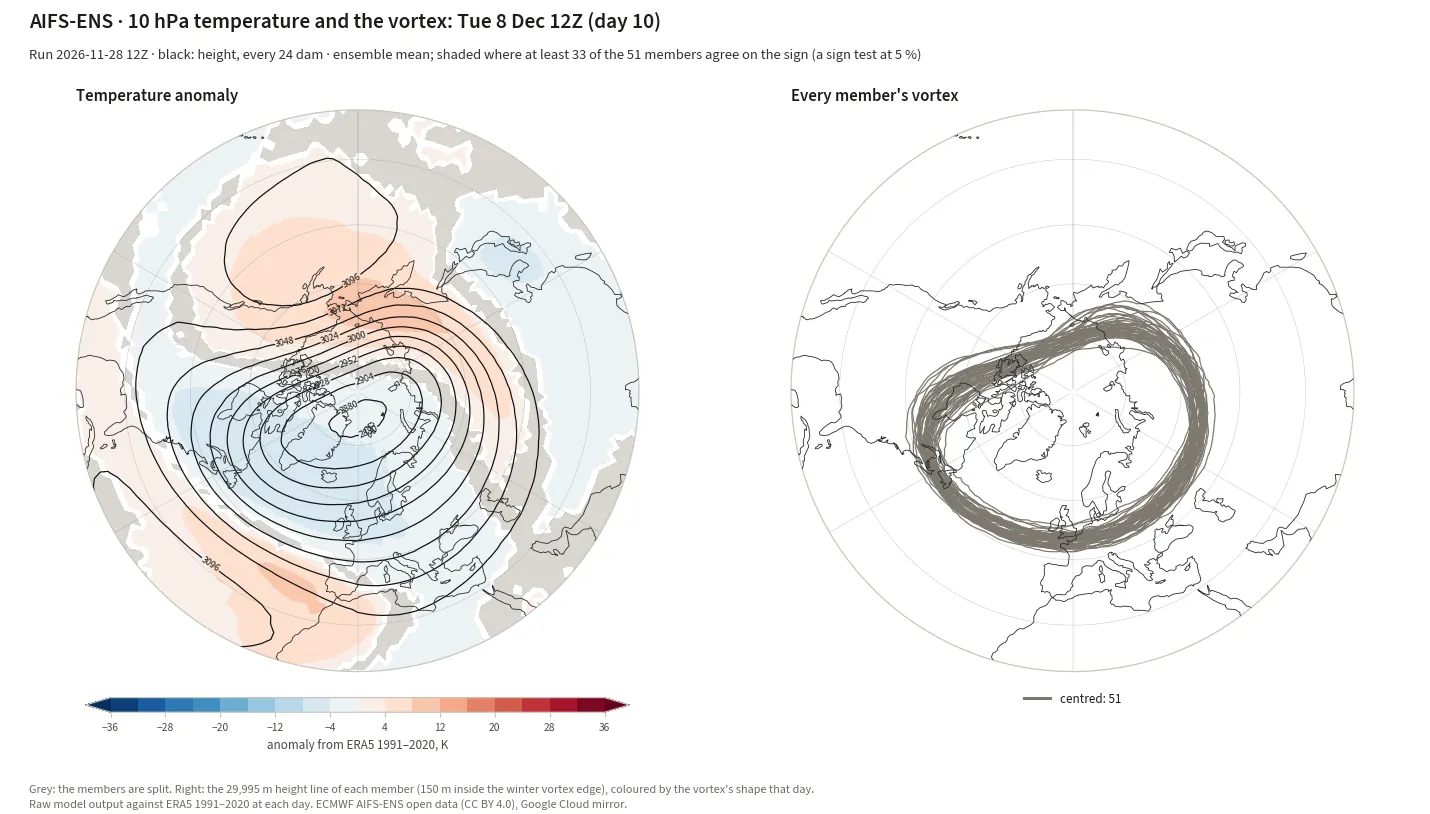 AIFS-ENS · 10 hPa temperature and the vortex: Tue 8 Dec 12Z (day 10)
Run 2026-11-28 12Z · black: height, every 24 dam · ensemble mean; shaded where at least 33 of the 51 members agree on the sign (a sign test at 5 %)
Temperature anomaly
Every member's vortex
3096
3048
3024
3000
2952
2904
3096
centred: 51
−36 −28 −20 −12 −4 4 12 20 28 36
anomaly from ERA5 1991–2020, K
Grey: the members are split. Right: the 29,995 m height line of each member (150 m inside the winter vortex edge), coloured by the vortex's shape that day.
Raw model output against ERA5 1991–2020 at each day. ECMWF AIFS-ENS open data (CC BY 4.0), Google Cloud mirror.